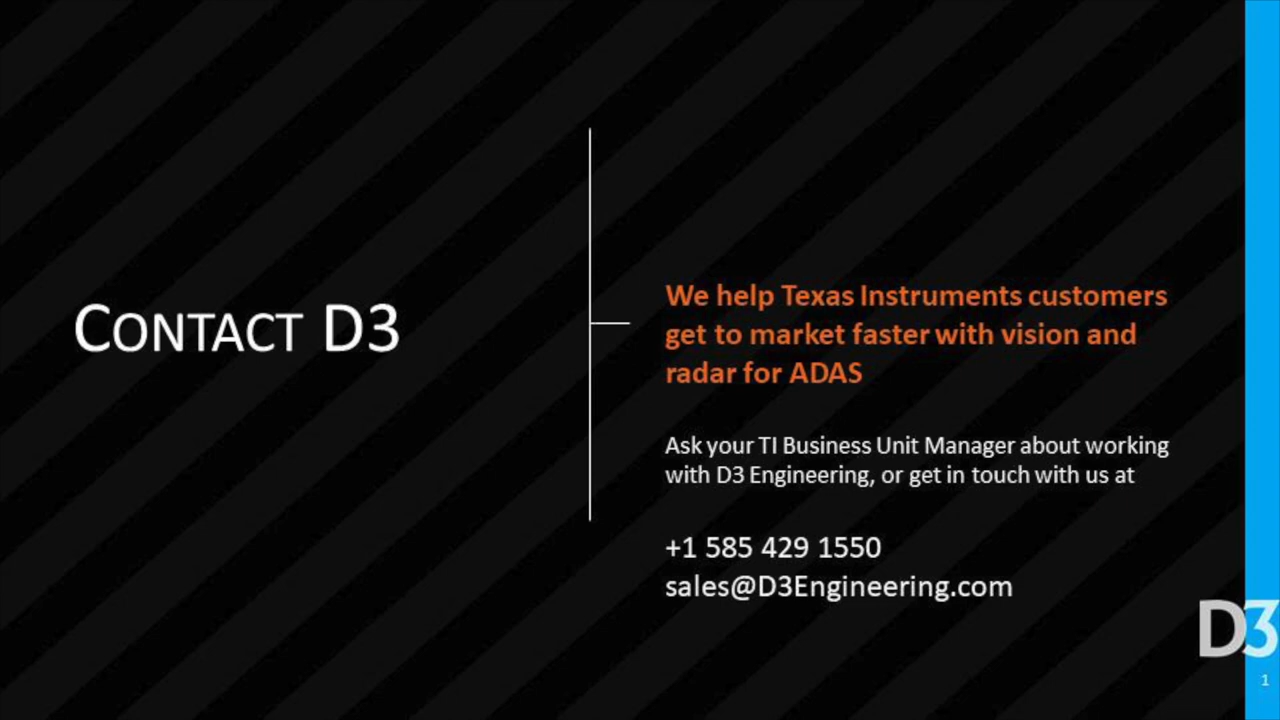 CONTACT D3
We help Texas Instruments customers
get to market faster with vision and
radar for ADAS
Ask your TI Business Unit Manager about working
with D3 Engineering, or get in touch with us at
+1 585 429 1550
sales@D3Engineering.com
D3
1